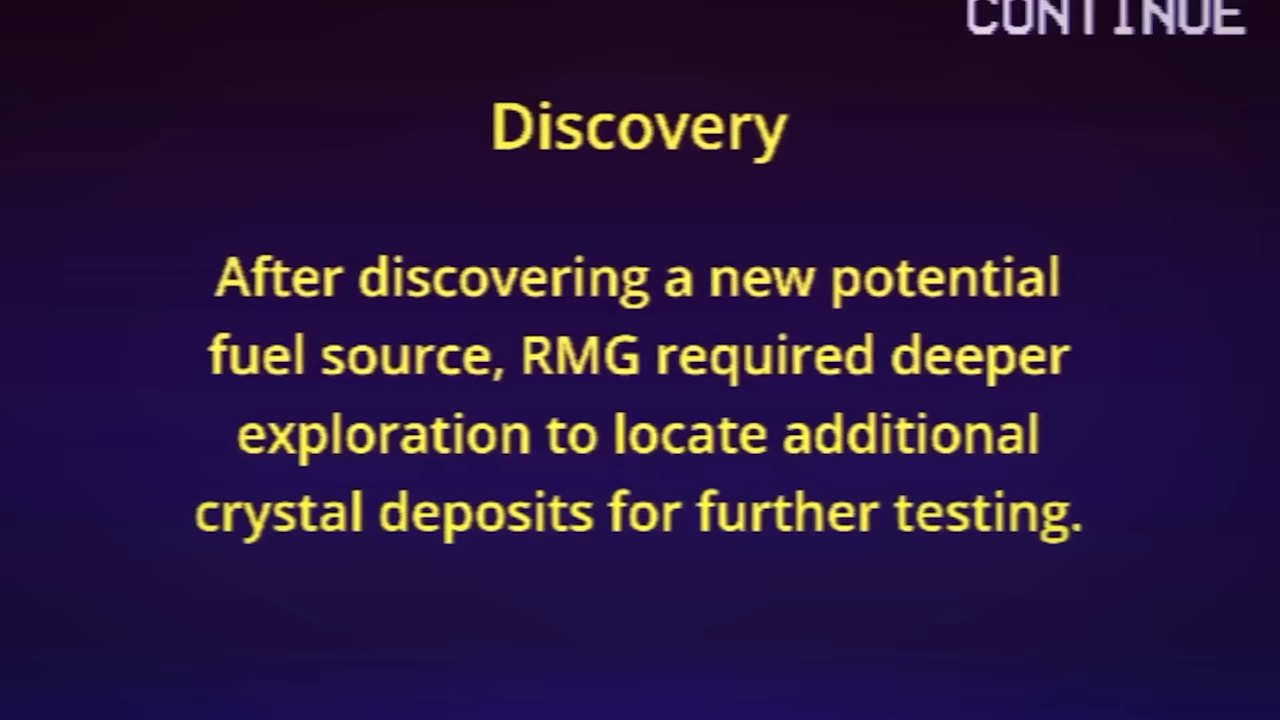 CONTINUE
Discovery
After discovering a new potential
fuel source, RMG required deeper
exploration to locate additional
crystal deposits for further testing.